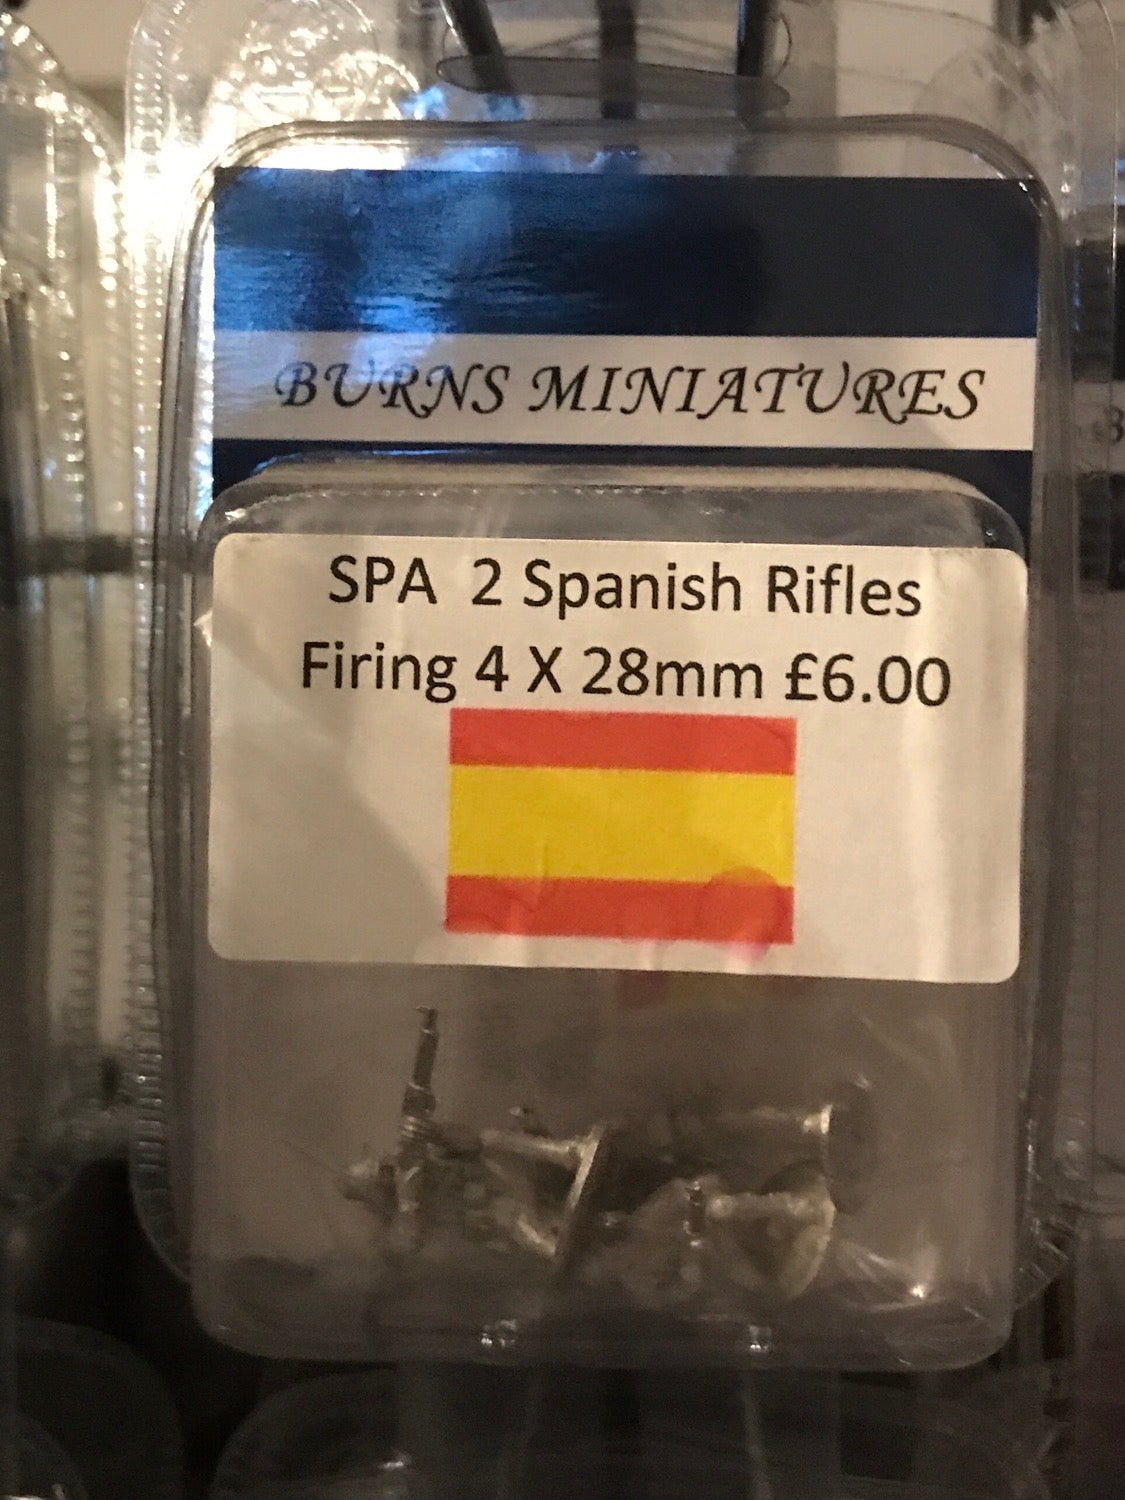 BURNS MINIATURES
SPA 2 Spanish Rifles
Firing 4 X 28mm £6.00